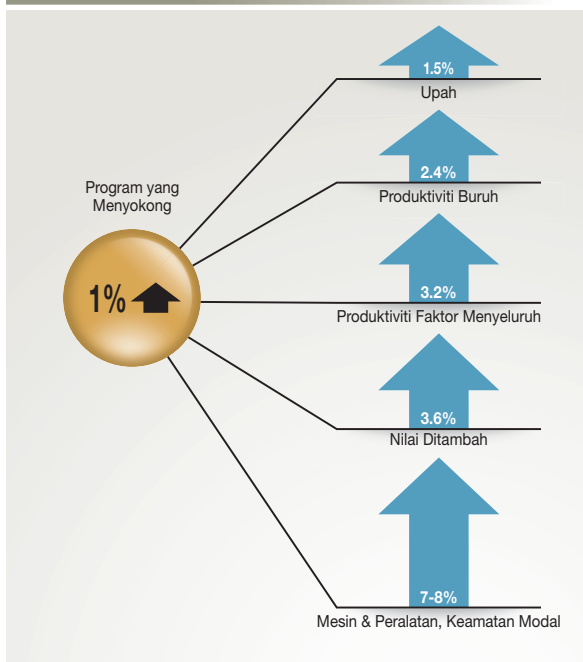 Program yang
Menyokong
1%
1.5%
Upah
2.4%
Produktiviti Buruh
3.2%
Produktiviti Faktor Menyeluruh
3.6%
Nilai Ditambah
7-8%
Mesin & Peralatan, Keamatan Modal